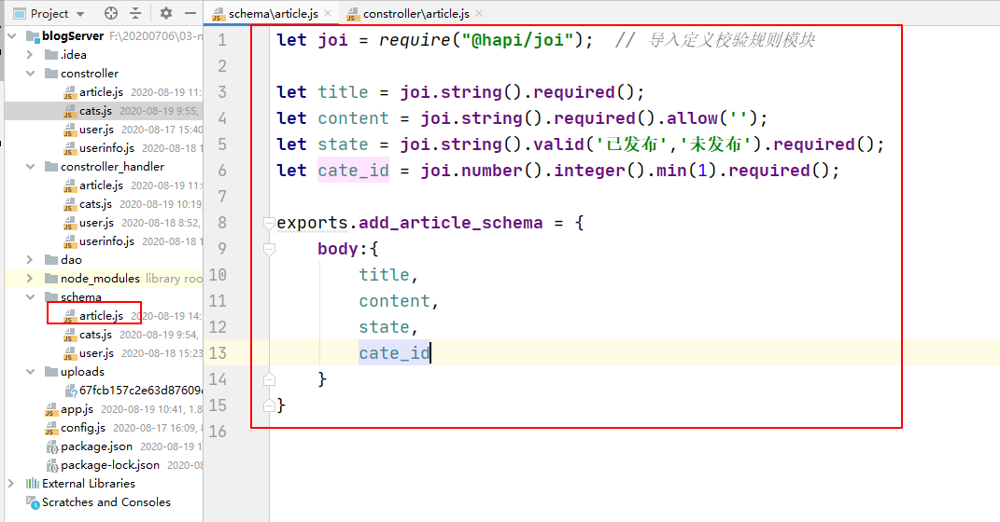 Project
schema\article.js
constroller\article.js
blogServer F:\20200706\03-
.idea
constroller
article.js 2020-08-19 11:
cats.js 2020-08-19 9:55,
user.js 2020-08-17 15:40
userinfo.js 2020-08-18 1
constroller_handler
article.js 2020-08-19 11:
cats.js 2020-08-19 10:19,
user.js 2020-08-18 8:52,
userinfo.js 2020-08-18 1
dao
node_modules library roo
schema
article.js 2020-08-19 14:
cats.js 2020-08-19 9:54,
user.js 2020-08-18 15:23
uploads
67fcb157c2e63d87609
app.js 2020-08-19 10:41, 1.8
config.js 2020-08-17 16:09,
package.json 2020-08-19 1
package-lock.json 2020-08
External Libraries
Scratches and Consoles
1 let joi = require("@hapi/joi"); // 导入定义校验规则模块
2
3 let title = joi.string().required();
4 let content = joi.string().required().allow('');
5 let state = joi.string().valid('已发布','未发布').required();
6 let cate_id = joi.number().integer().min(1).required();
7
8 exports.add_article_schema = {
9 body:{
10 title,
11 content,
12 state,
13 cate_id
14 }
15 }
16